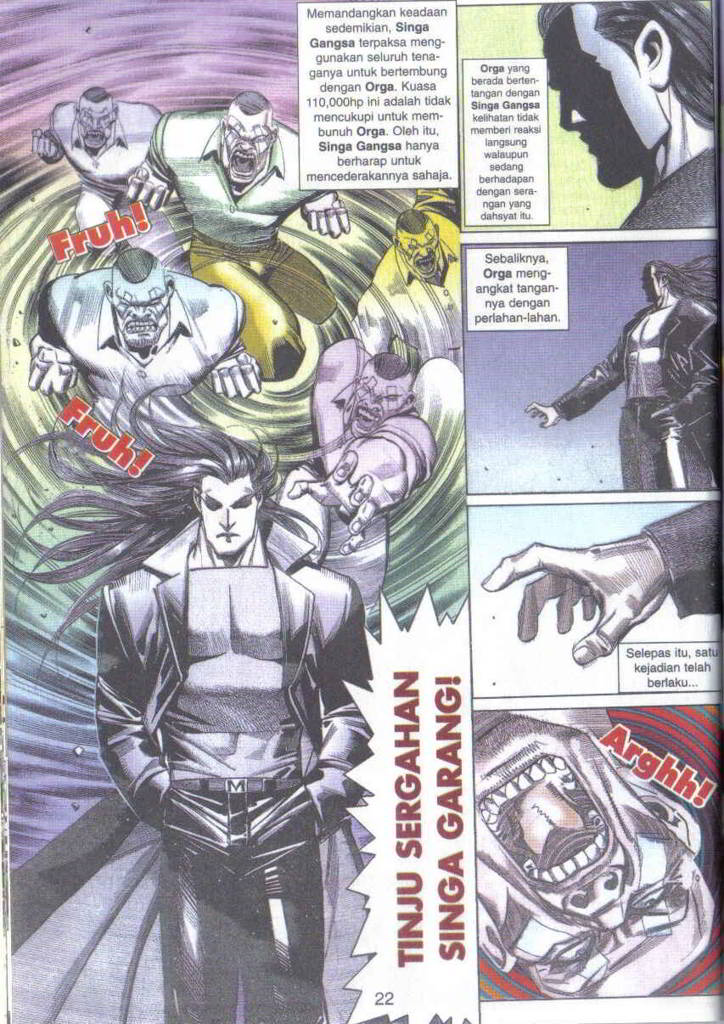 Memandangkan keadaan
sedemikian, Singa
Gangsa terpaksa meng-
gunakan seluruh tena-
ganya untuk bertembung
dengan Orga. Kuasa
110,000hp ini adalah tidak
mencukupi untuk mem-
bunuh Orga. Oleh itu,
Singa Gangsa hanya
berharap untuk
mencederakannya sahaja.
Fruh!
Fruh!
TINJU SERGAHAN
SINGA GARANG!
Orga yang
berada berten-
tangan dengan
Singa Gangsa
kelihatan tidak
memberi reaksi
langsung
walaupun
sedang
berhadapan
dengan sera-
ngan yang
dahsyat itu.
Sebaliknya,
Orga meng-
angkat tangan-
nya dengan
perlahan-lahan.
Selepas itu, satu
kejadian telah
berlaku...
Arghh!
M
22